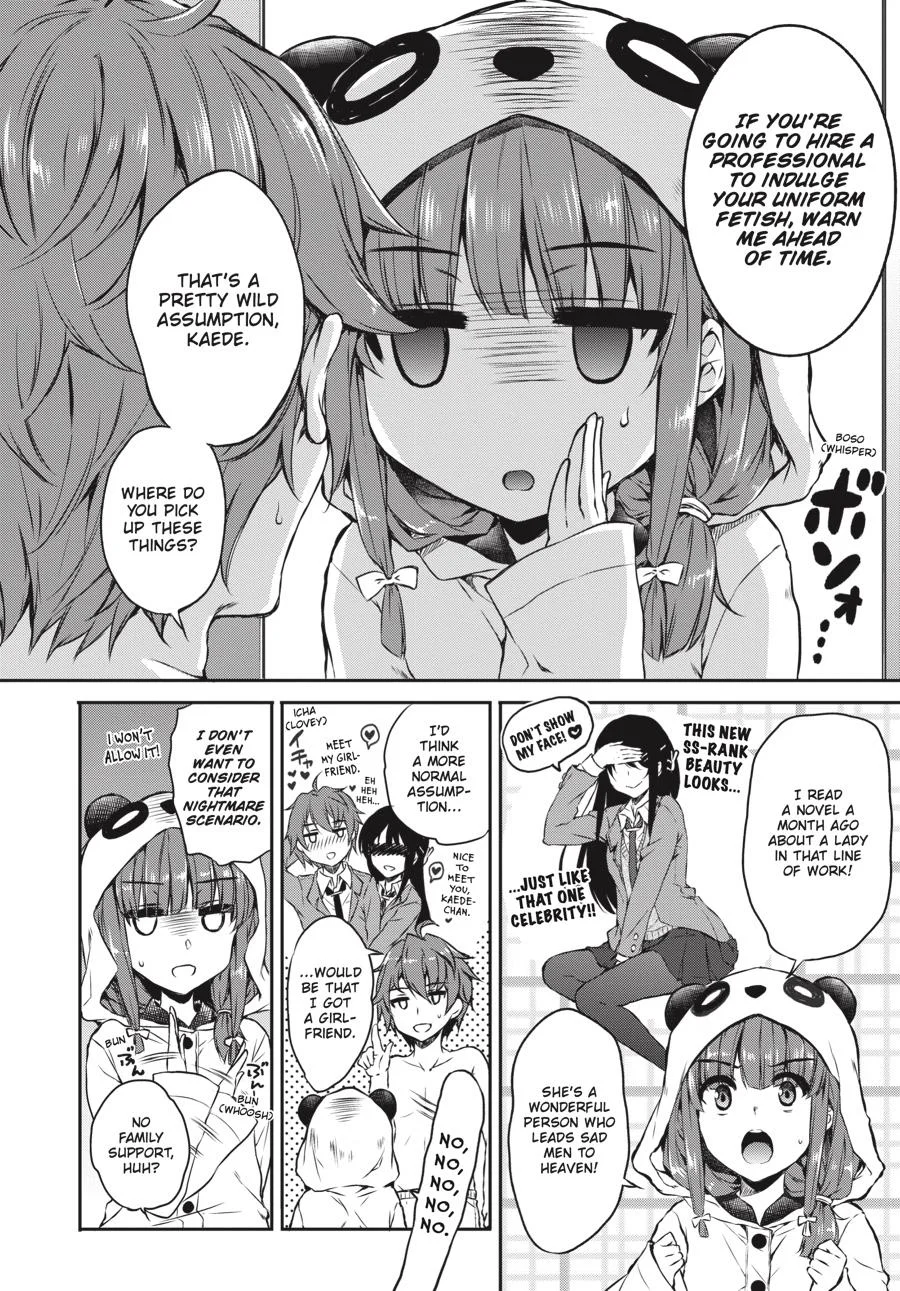 IF YOU'RE
GOING TO HIRE A
PROFESSIONAL
TO INDULGE
YOUR UNIFORM
FETISH, WARN
ME AHEAD
OF TIME.
BOSO
(WHISPER)
ボソォ…
THAT'S A
PRETTY WILD
ASSUMPTION,
KAEDE.
WHERE DO
YOU PICK
UP THESE
THINGS?
I READ
A NOVEL A
MONTH AGO
ABOUT A LADY
IN THAT LINE
OF WORK!
THIS NEW
SS-RANK
BEAUTY
LOOKS...
DON'T SHOW
MY FACE! ♥
...JUST LIKE
THAT ONE
CELEBRITY!!
SHE'S A
WONDERFUL
PERSON WHO
LEADS SAD
MEN TO
HEAVEN!
I'D
THINK
A MORE
NORMAL
ASSUMP-
TION...
ICHA
(LOVEY)
イチャ
MEET
MY GIRL-
FRIEND.
EH
HEH
HEH...
NICE
TO
MEET
YOU,
KAEDE-
CHAN.
...WOULD
BE THAT
I GOT
A GIRL-
FRIEND.
NO,
NO,
NO,
NO,
NO.
I DON'T
EVEN
WANT TO
CONSIDER
THAT
NIGHTMARE
SCENARIO.
I WON'T
ALLOW IT!
BUN
ぶん
ぶん
BUN
(WHOOSH)
NO
FAMILY
SUPPORT,
HUH?